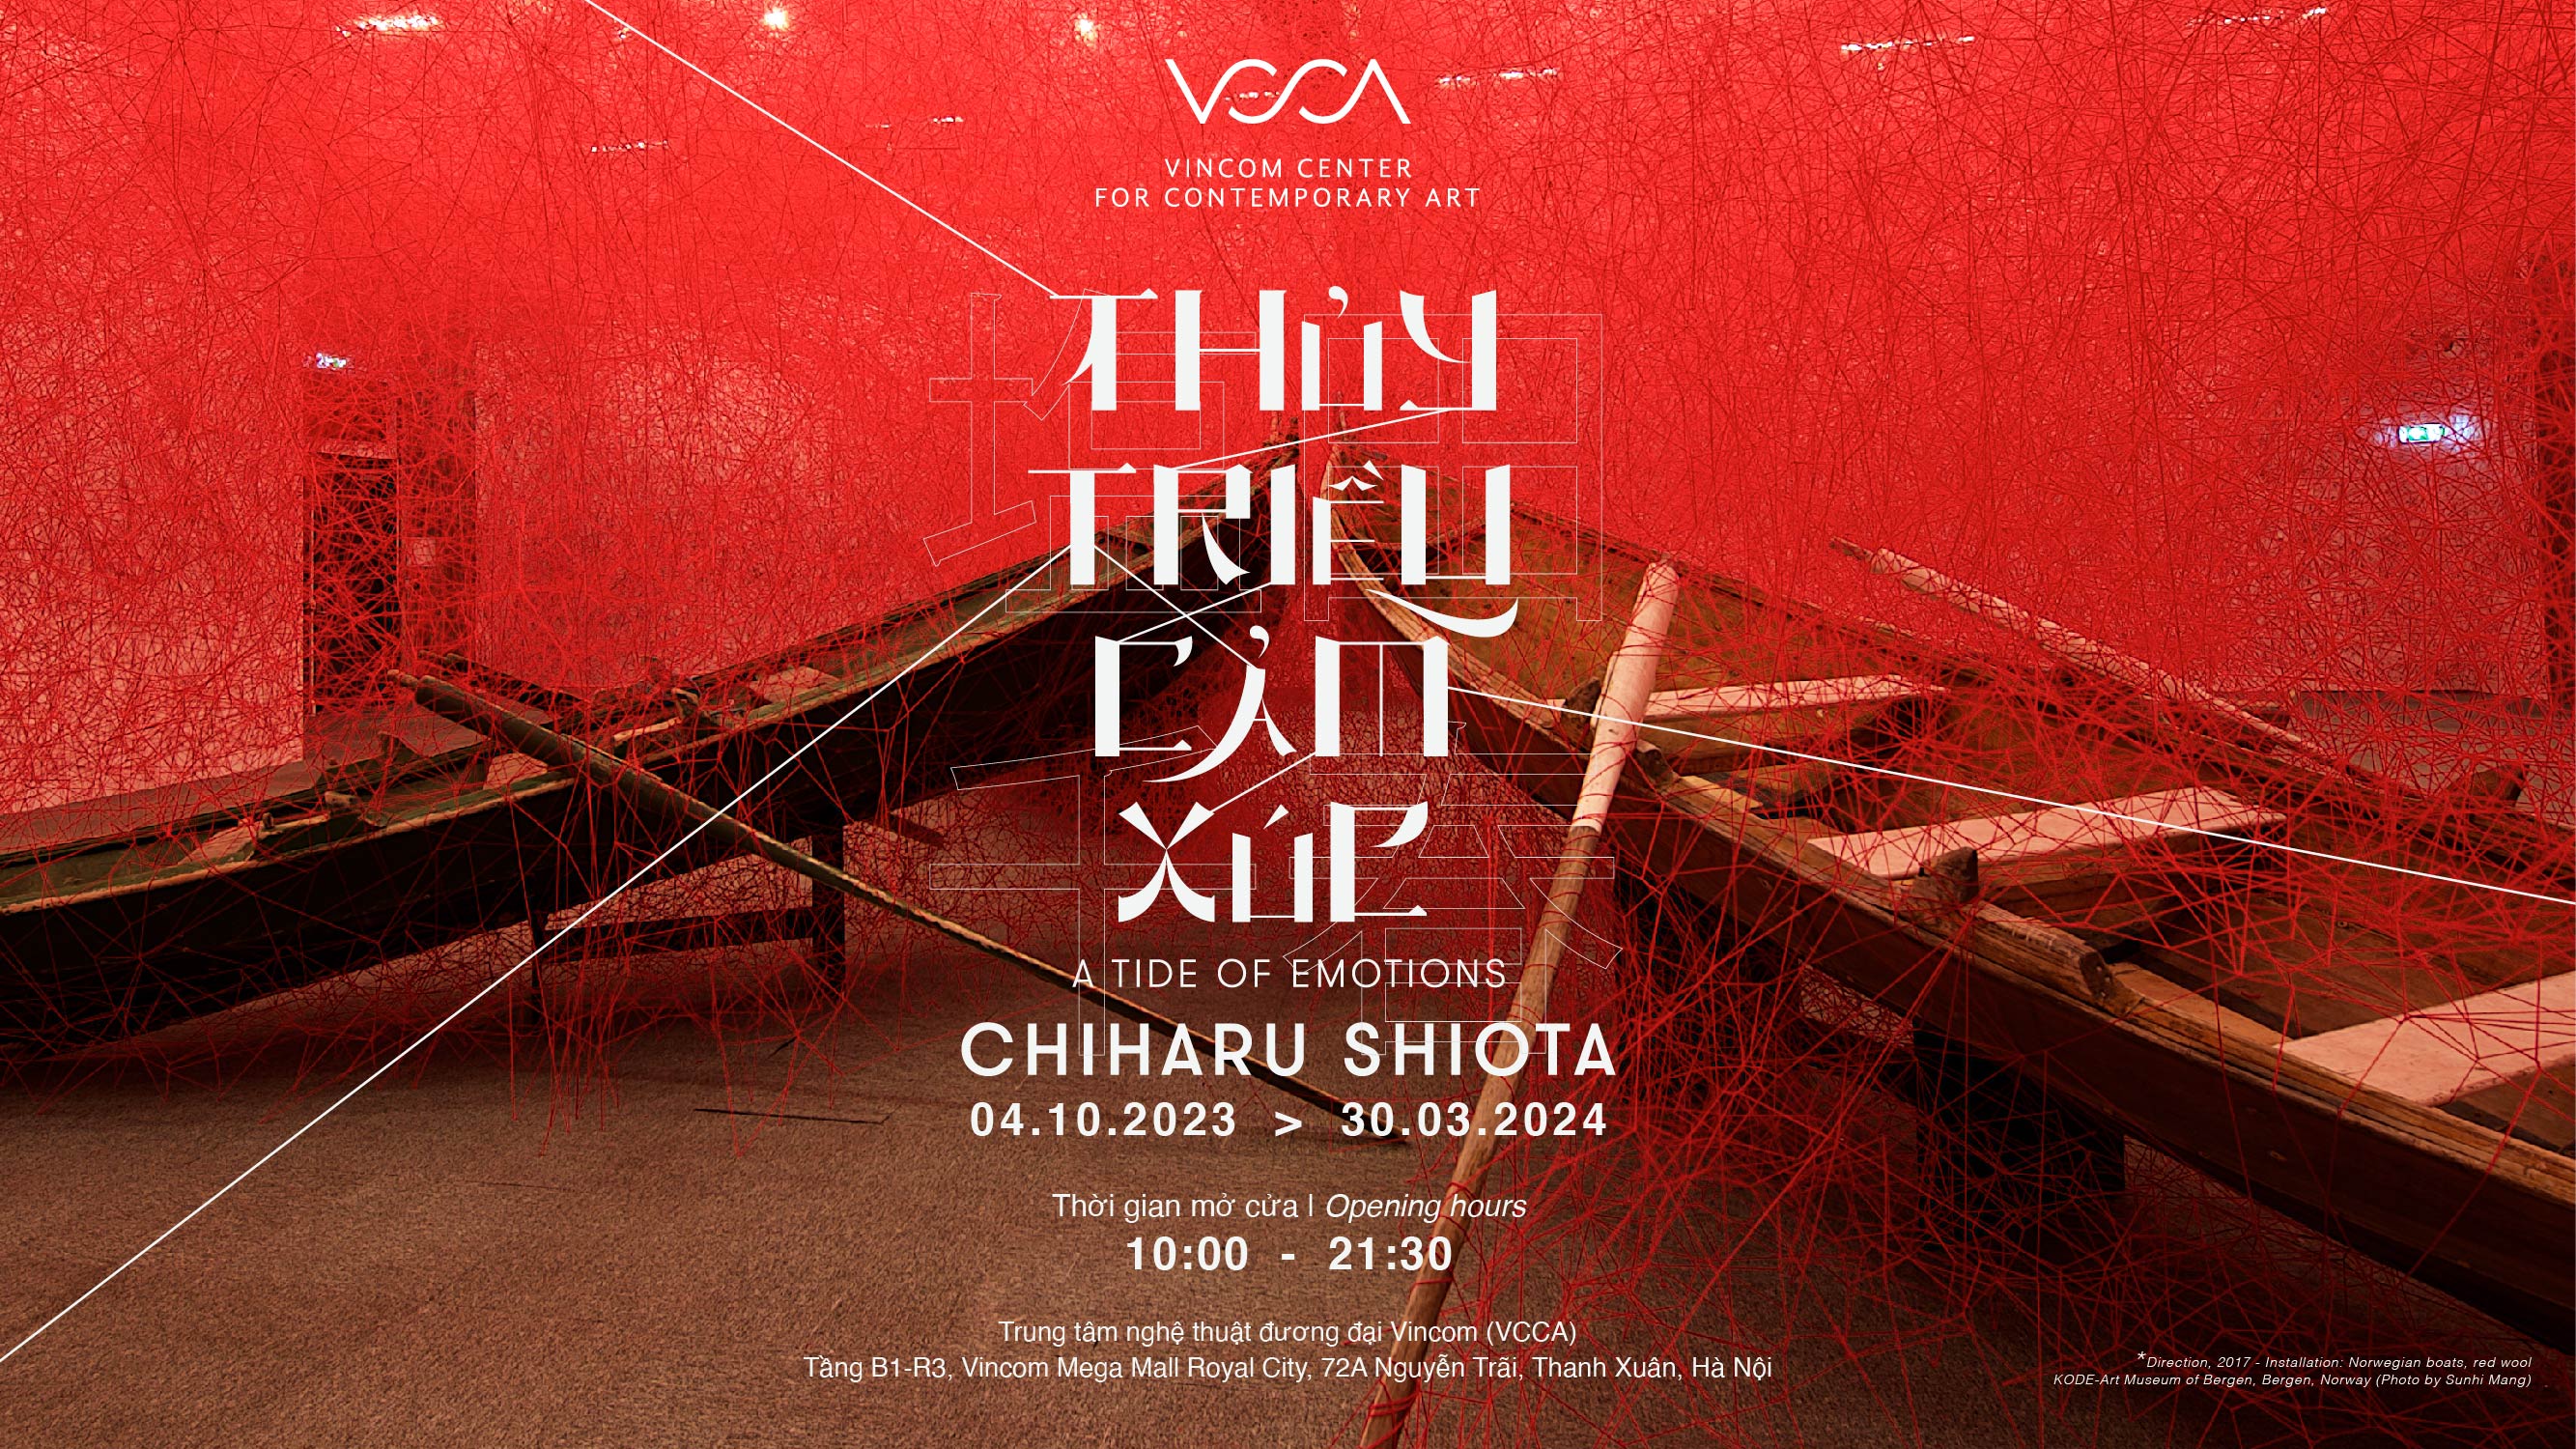 VCCA
VINCOM CENTER
FOR CONTEMPORARY ART
THỦY
TRIỀU
CẢM
XÚC
A TIDE OF EMOTIONS
CHIHARU SHIOTA
04.10.2023 > 30.03.2024
Thời gian mở cửa | Opening hours
10:00 - 21:30
Trung tâm nghệ thuật đương đại Vincom (VCCA)
Tầng B1-R3, Vincom Mega Mall Royal City, 72A Nguyễn Trãi, Thanh Xuân, Hà Nội
*Direction, 2017 - Installation: Norwegian boats, red wool
KODE-Art Museum of Bergen, Bergen, Norway (Photo by Sunhi Mang)